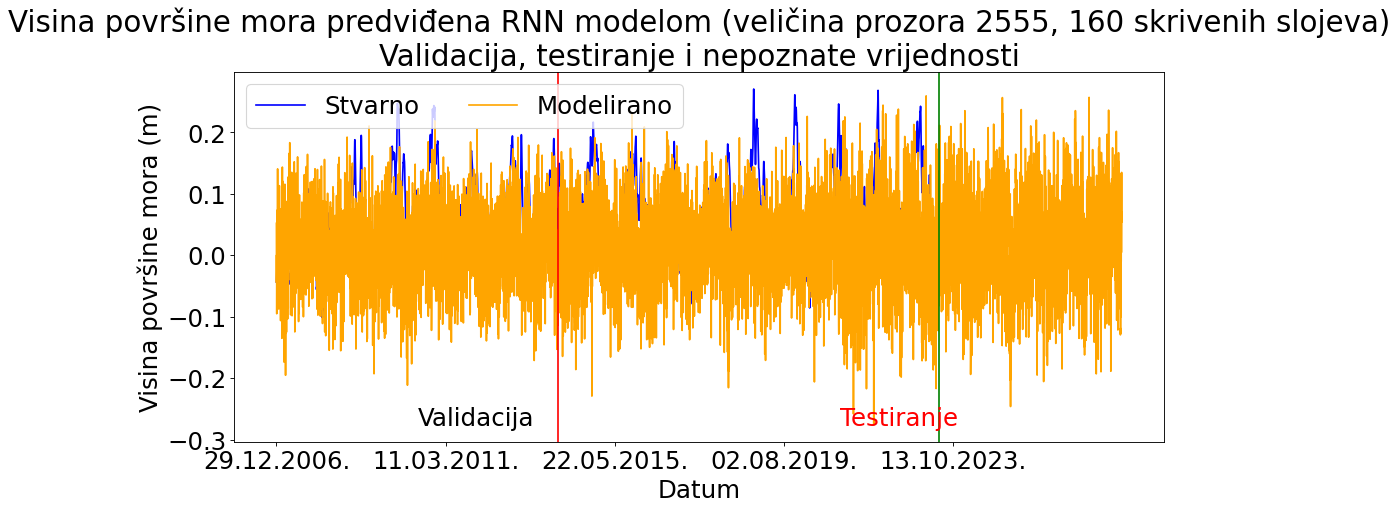 Visina površine mora predviđena RNN modelom (veličina prozora 2555, 160 skrivenih slojeva)
Validacija, testiranje i nepoznate vrijednosti
Stvarno
Modelirano
Visina površine mora (m)
0.2
0.1
0.0
−0.1
−0.2
−0.3
Validacija
Testiranje
29.12.2006.
11.03.2011.
22.05.2015.
02.08.2019.
13.10.2023.
Datum